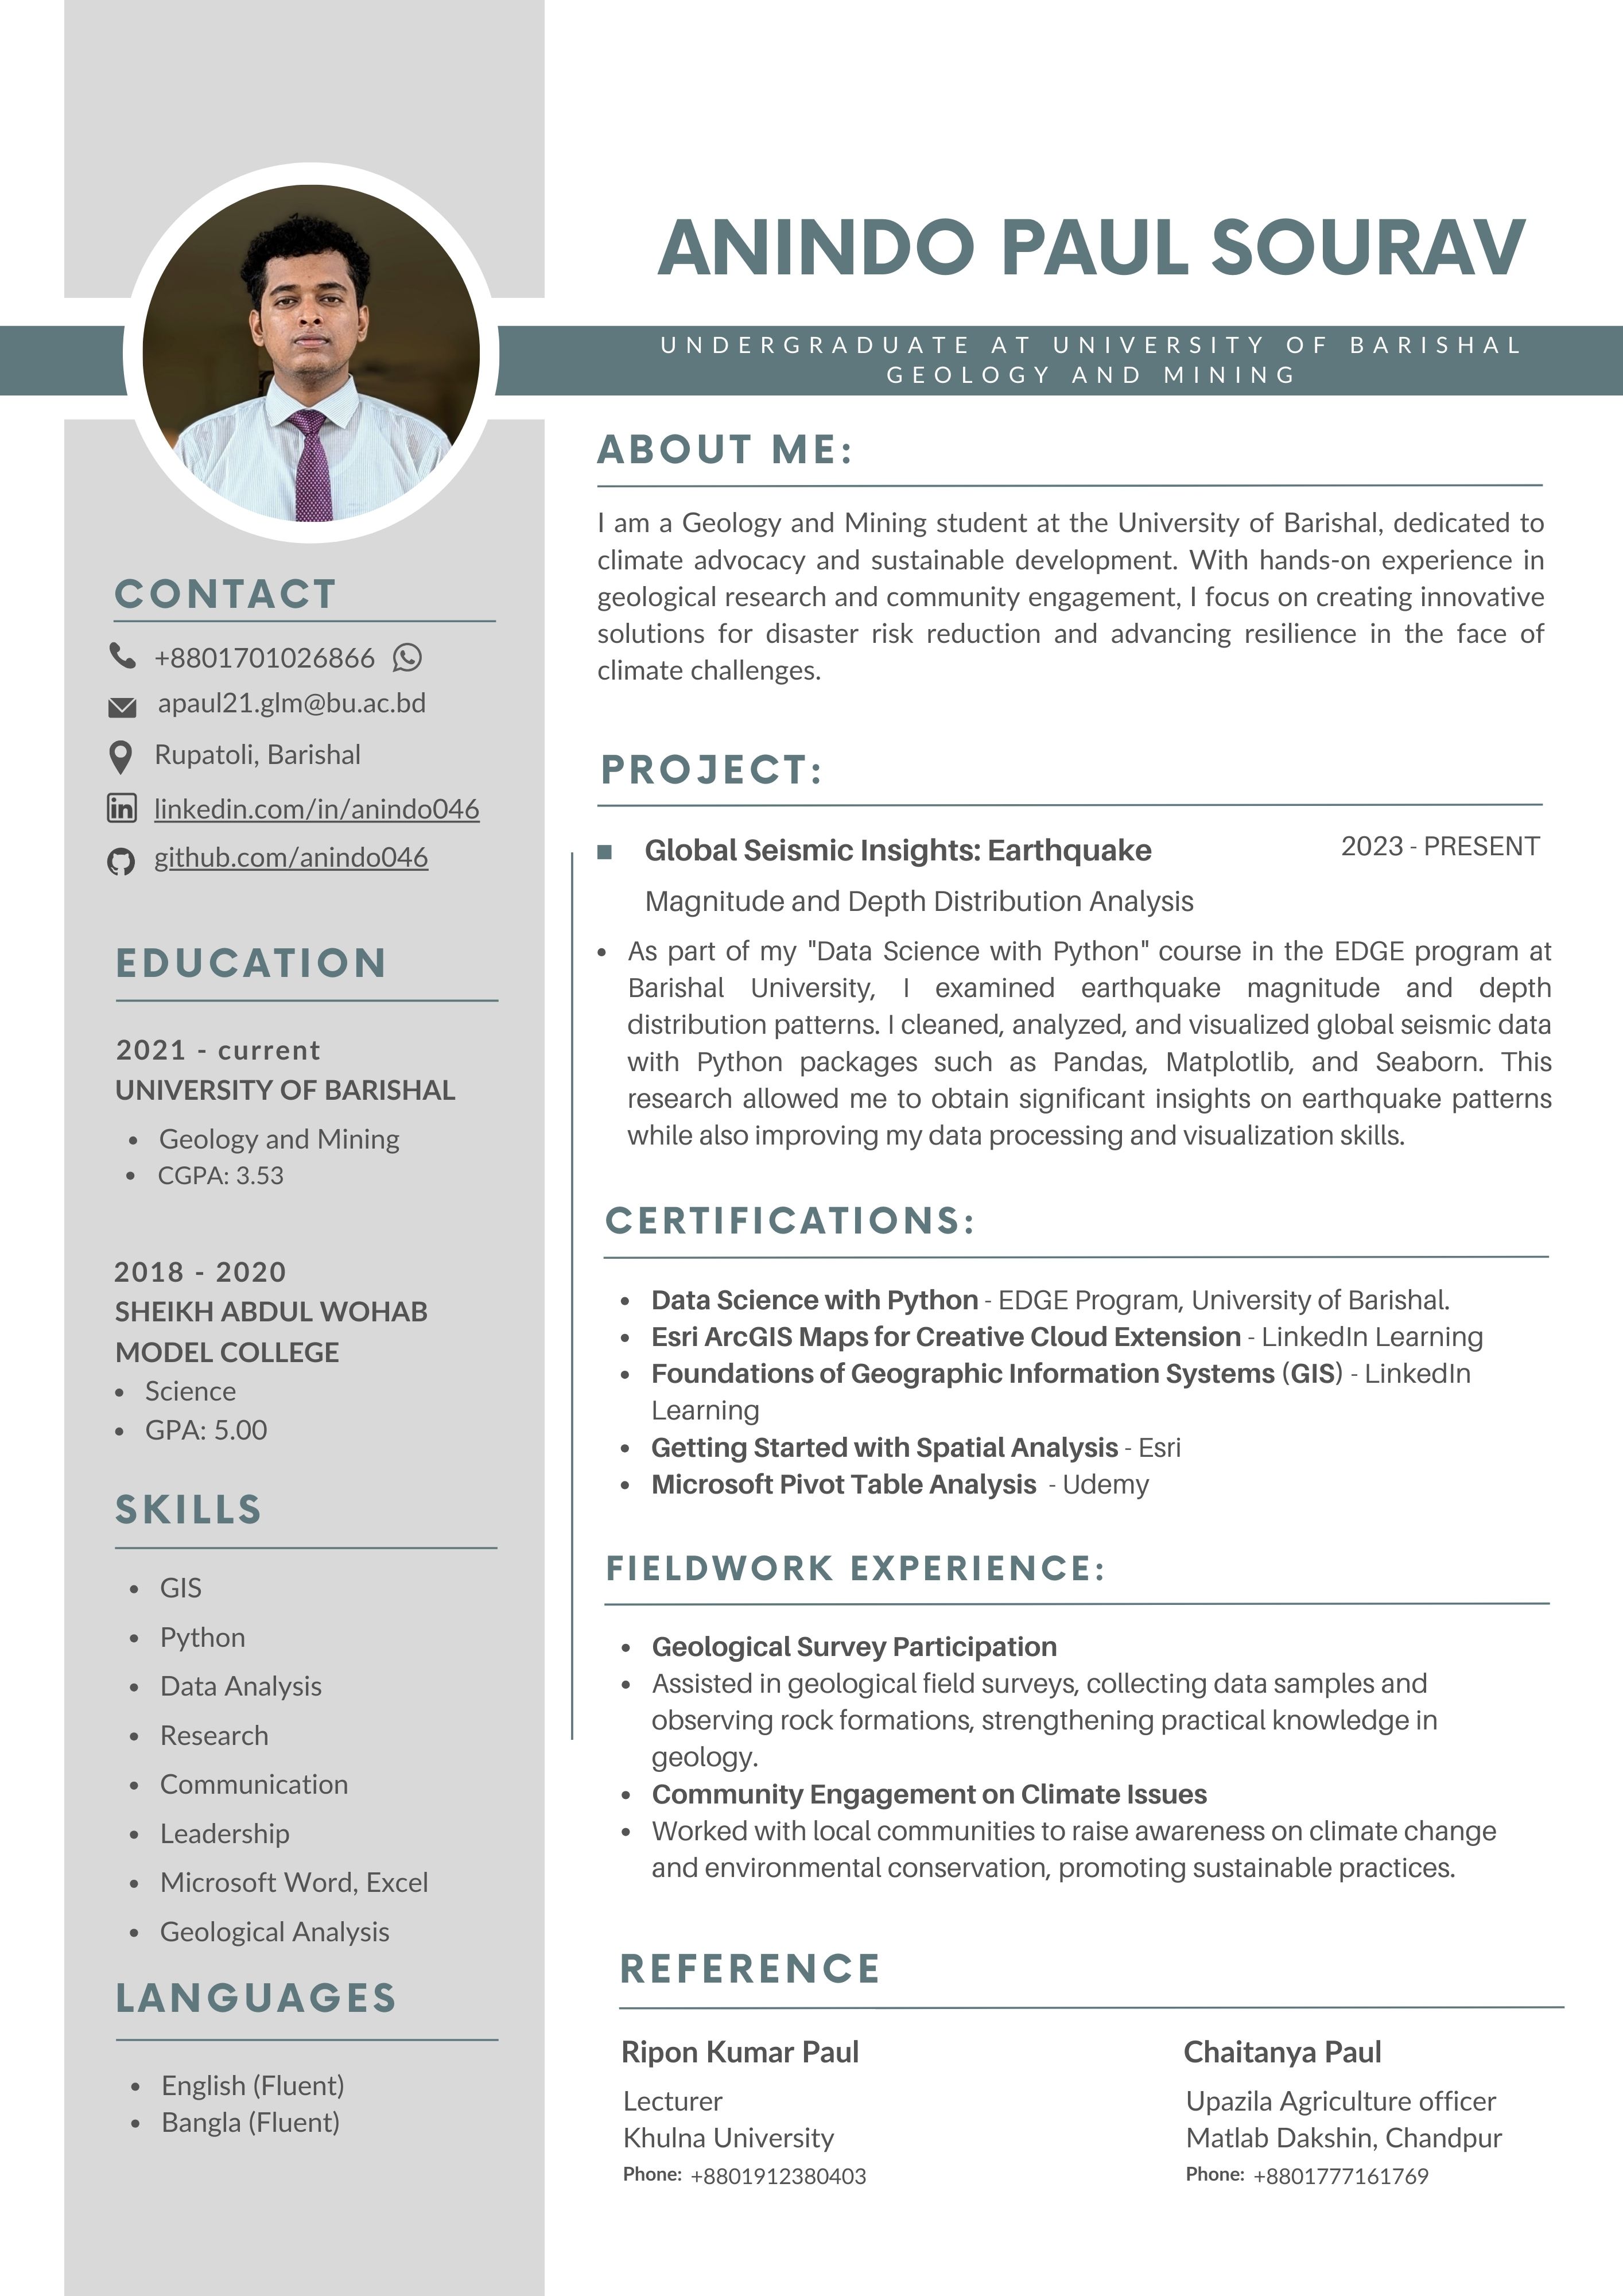 ANINDO PAUL SOURAV
UNDERGRADUATE AT UNIVERSITY OF BARISHAL
GEOLOGY AND MINING
CONTACT
+8801701026866
apaul21.glm@bu.ac.bd
Rupatoli, Barishal
linkedin.com/in/anindo046
github.com/anindo046
EDUCATION
2021 - current
UNIVERSITY OF BARISHAL
• Geology and Mining
• CGPA: 3.53
2018 - 2020
SHEIKH ABDUL WOHAB
MODEL COLLEGE
• Science
• GPA: 5.00
SKILLS
• GIS
• Python
• Data Analysis
• Research
• Communication
• Leadership
• Microsoft Word, Excel
• Geological Analysis
LANGUAGES
• English (Fluent)
• Bangla (Fluent)
ABOUT ME:
I am a Geology and Mining student at the University of Barishal, dedicated to
climate advocacy and sustainable development. With hands-on experience in
geological research and community engagement, I focus on creating innovative
solutions for disaster risk reduction and advancing resilience in the face of
climate challenges.
PROJECT:
Global Seismic Insights: Earthquake 2023 - PRESENT
Magnitude and Depth Distribution Analysis
• As part of my "Data Science with Python" course in the EDGE program at
Barishal University, I examined earthquake magnitude and depth
distribution patterns. I cleaned, analyzed, and visualized global seismic data
with Python packages such as Pandas, Matplotlib, and Seaborn. This
research allowed me to obtain significant insights on earthquake patterns
while also improving my data processing and visualization skills.
CERTIFICATIONS:
• Data Science with Python - EDGE Program, University of Barishal.
• Esri ArcGIS Maps for Creative Cloud Extension - LinkedIn Learning
• Foundations of Geographic Information Systems (GIS) - LinkedIn
Learning
• Getting Started with Spatial Analysis - Esri
• Microsoft Pivot Table Analysis - Udemy
FIELDWORK EXPERIENCE:
• Geological Survey Participation
• Assisted in geological field surveys, collecting data samples and
observing rock formations, strengthening practical knowledge in
geology.
• Community Engagement on Climate Issues
• Worked with local communities to raise awareness on climate change
and environmental conservation, promoting sustainable practices.
REFERENCE
Ripon Kumar Paul
Lecturer
Khulna University
Phone: +8801912380403
Chaitanya Paul
Upazila Agriculture officer
Matlab Dakshin, Chandpur
Phone: +8801777161769